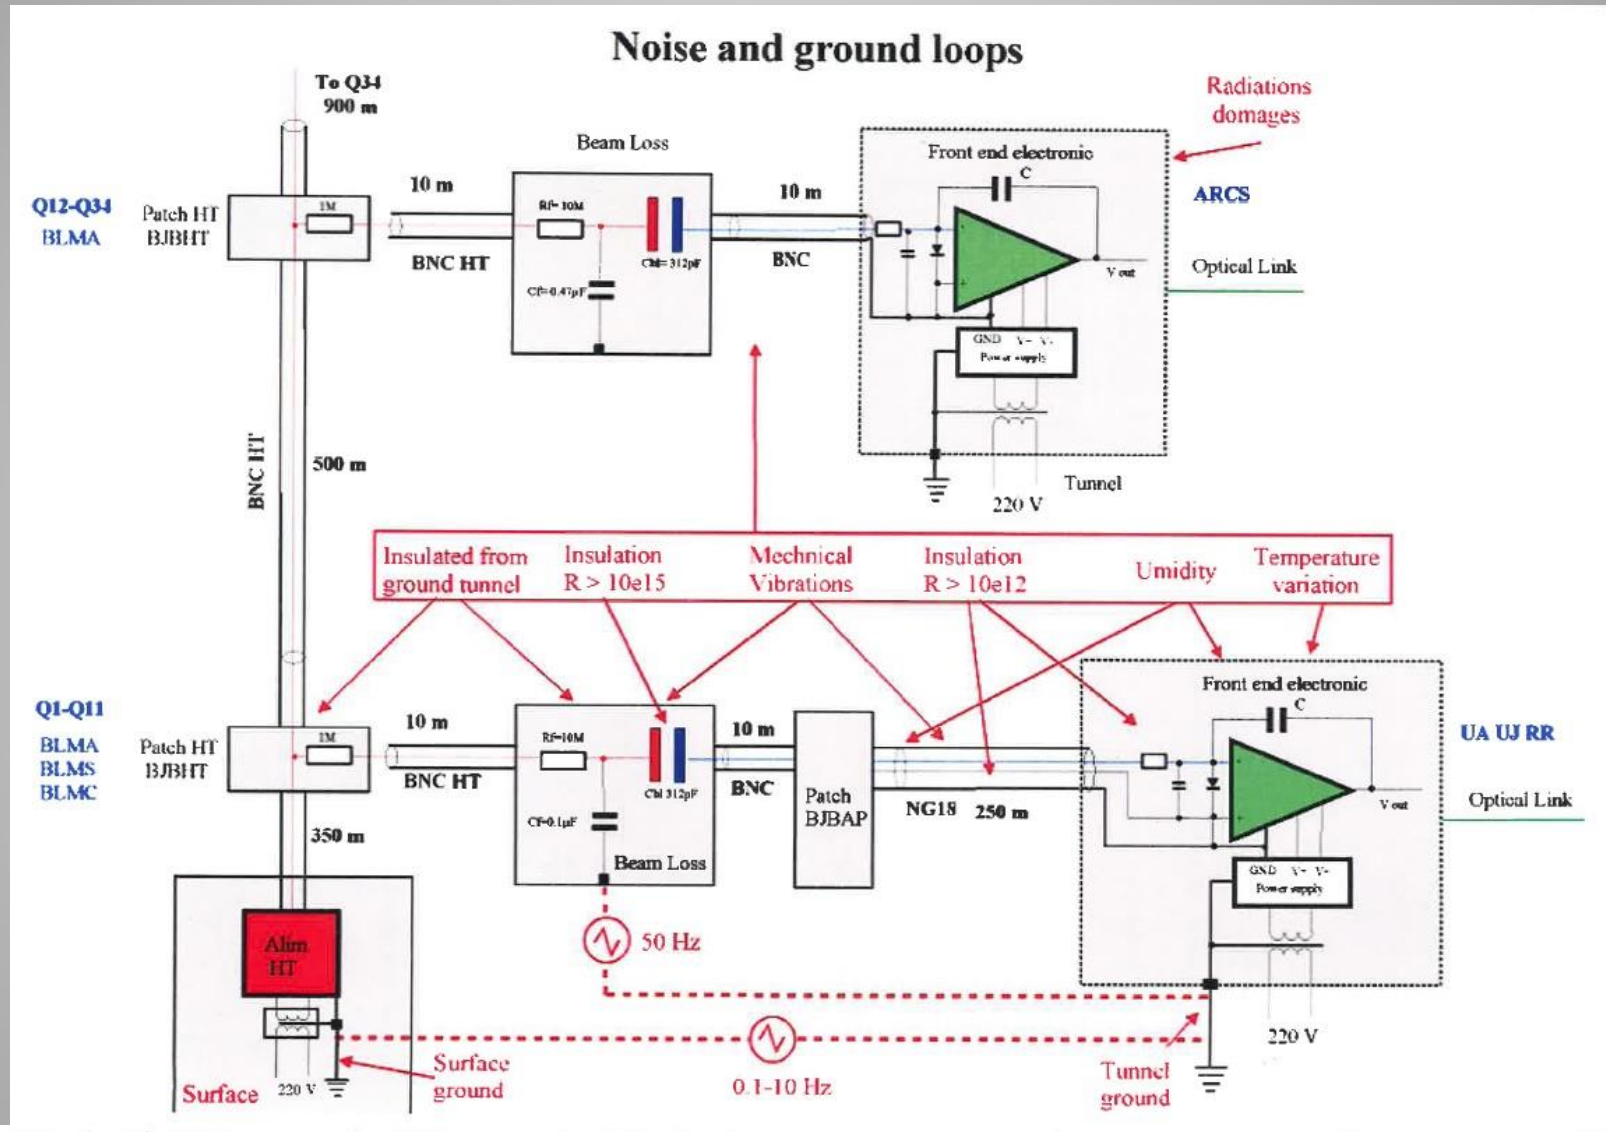 Noise and ground loops
To Q34
900 m
Radiations
domages
Beam Loss
Front end electronic
C
10 m
10 m
Q12-Q34
BLMA
Patch HT
BJBHT
1M
Rf= 10M
ARCS
BNC HT
Cf=0.47µF
BNC
V out
Optical Link
GND V+ V-
Power supply
BNC HT
500 m
Tunnel
220 V
Insulated from
ground tunnel
Insulation
R > 10e15
Mechnical
Vibrations
Insulation
R > 10e12
Umidity
Temperature
variation
Front end electronic
C
Q1-Q11
BLMA
BLMS
BLMC
Patch HT
BJBHT
1M
10 m
BNC HT
Rf=10M
Cf=0.1µF
Beam Loss
10 m
BNC
Patch
BJBAP
NG18 250 m
UA UJ RR
V out
Optical Link
GND V+ V-
Power supply
350 m
Alim
HT
50 Hz
220 V
Surface
220 V
Surface
ground
0.1-10 Hz
Tunnel
ground